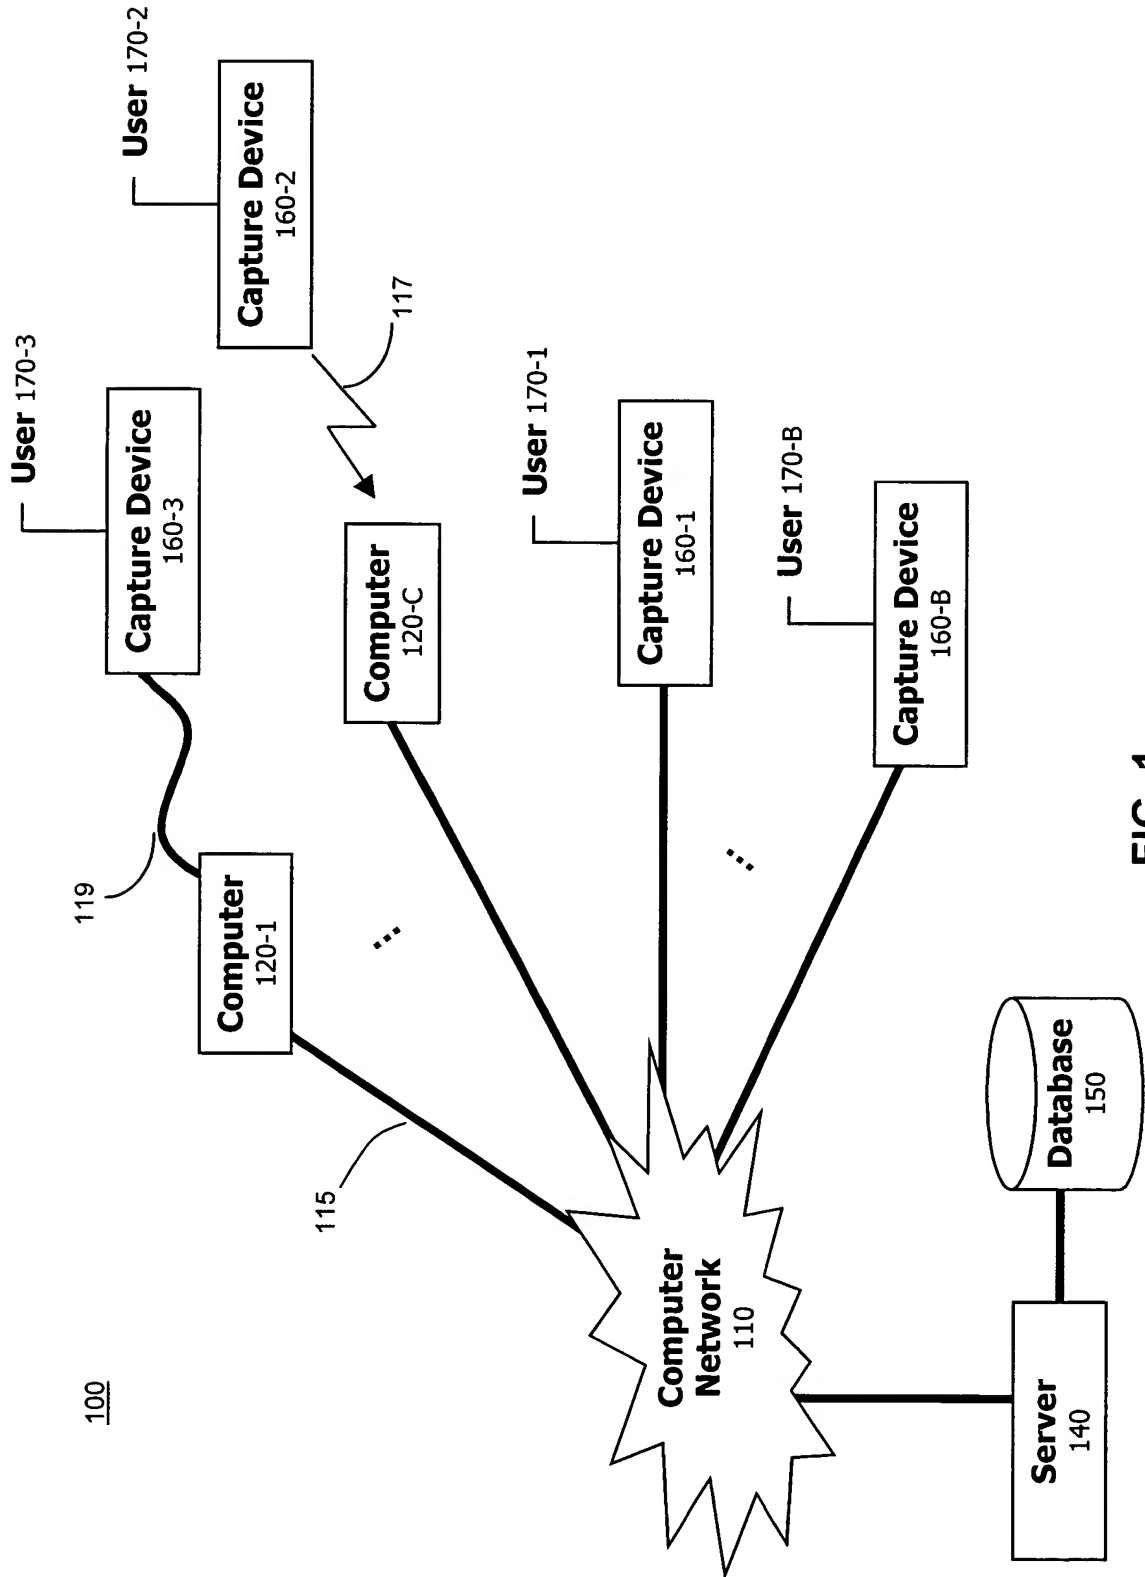 100
User 170-3
User 170-2
Capture Device
160-3
Capture Device
160-2
119
117
Computer
120-1
Computer
120-C
115
User 170-1
Capture Device
160-1
User 170-B
Capture Device
160-B
Computer
Network
110
Server
140
Database
150
FIG. 1